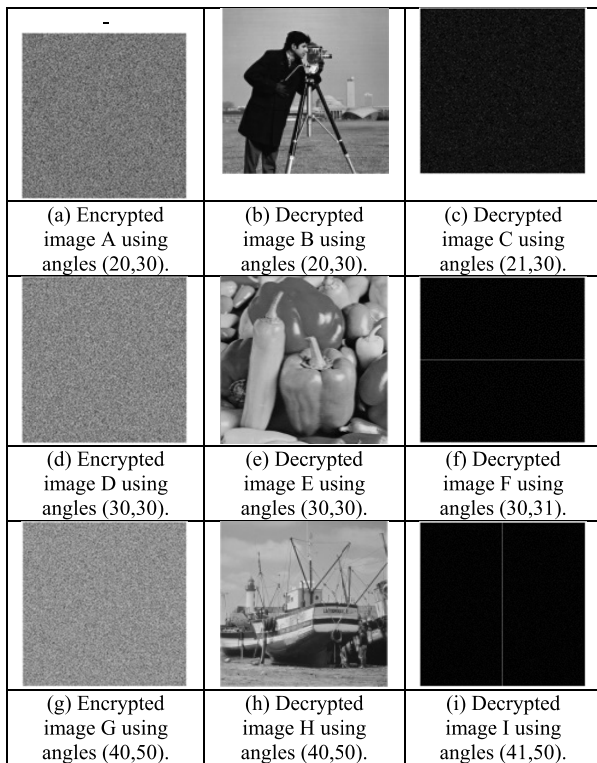 -
(a) Encrypted
image A using
angles (20,30).
(b) Decrypted
image B using
angles (20,30).
(c) Decrypted
image C using
angles (21,30).
(d) Encrypted
image D using
angles (30,30).
(e) Decrypted
image E using
angles (30,30).
(f) Decrypted
image F using
angles (30,31).
(g) Encrypted
image G using
angles (40,50).
(h) Decrypted
image H using
angles (40,50).
(i) Decrypted
image I using
angles (41,50).